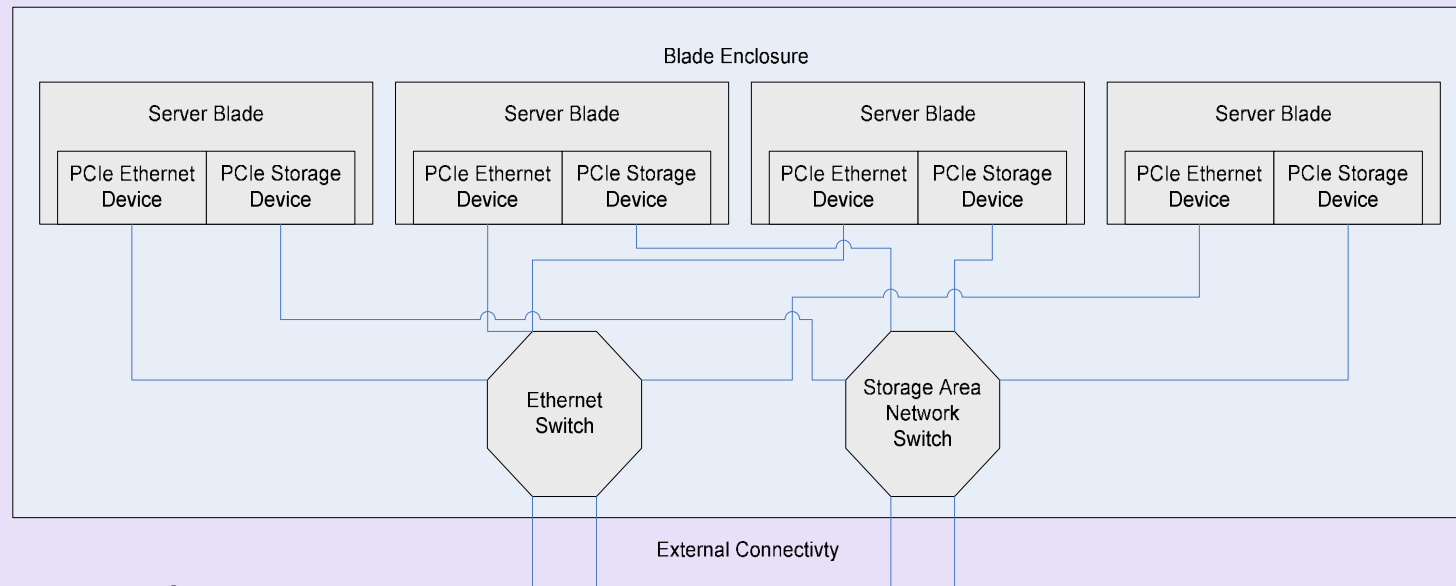 Blade Enclosure
Server Blade
Server Blade
Server Blade
Server Blade
PCIe Ethernet
Device
PCIe Storage
Device
PCIe Ethernet
Device
PCIe Storage
Device
PCIe Ethernet
Device
PCIe Storage
Device
PCIe Ethernet
Device
PCIe Storage
Device
Ethernet
Switch
Storage Area
Network
Switch
External Connectivty